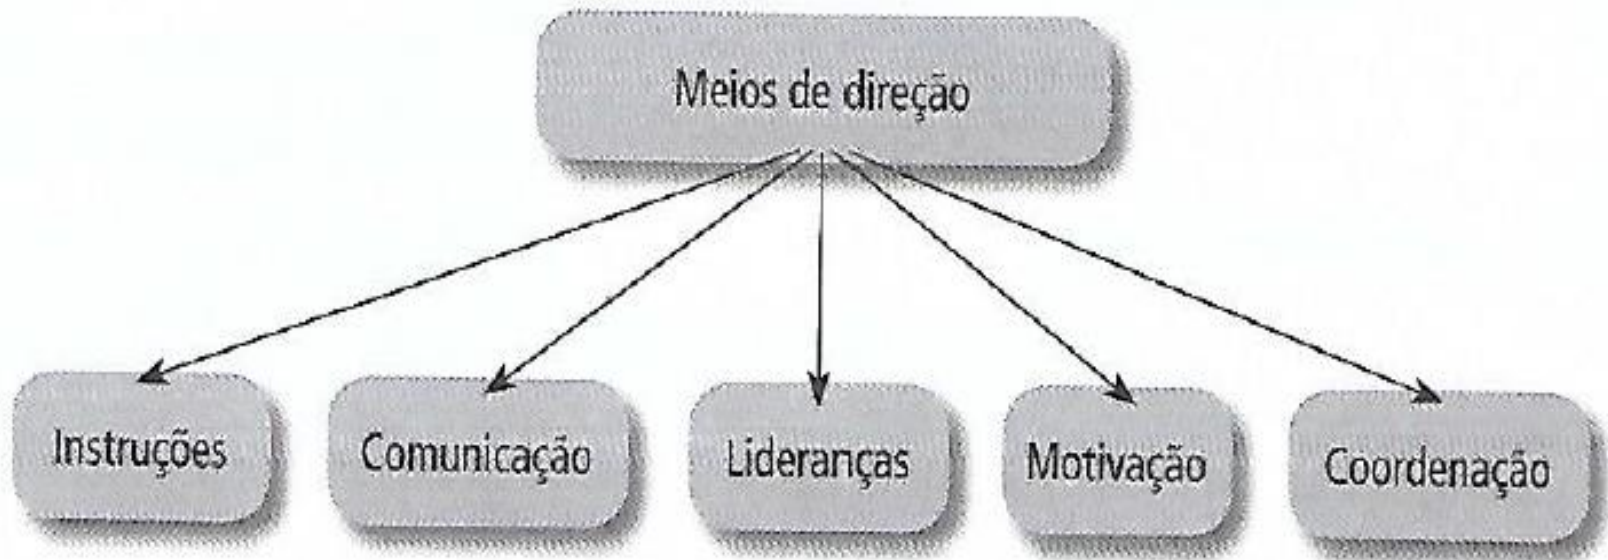 Meios de direção
Instruções
Comunicação
Lideranças
Motivação
Coordenação